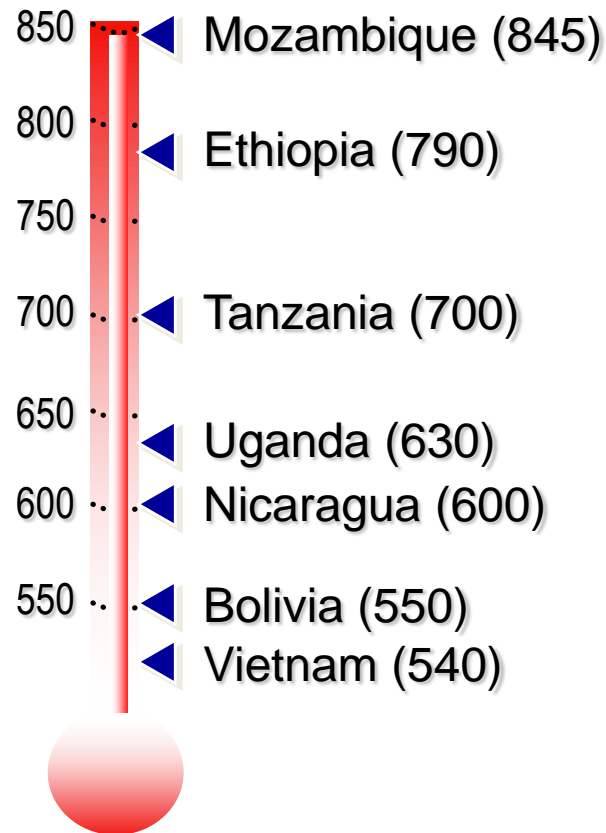 850
Mozambique (845)
800
Ethiopia (790)
750
700
Tanzania (700)
650
Uganda (630)
600
Nicaragua (600)
550
Bolivia (550)
Vietnam (540)